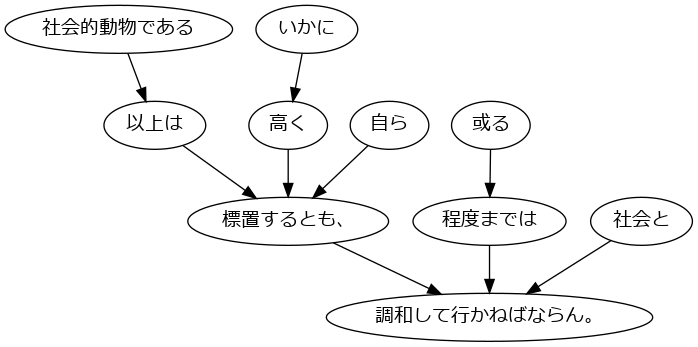 社会的動物である
いかに
以上は
高く
自ら
或る
標置するとも、
程度までは
社会と
調和して行かねばならん。